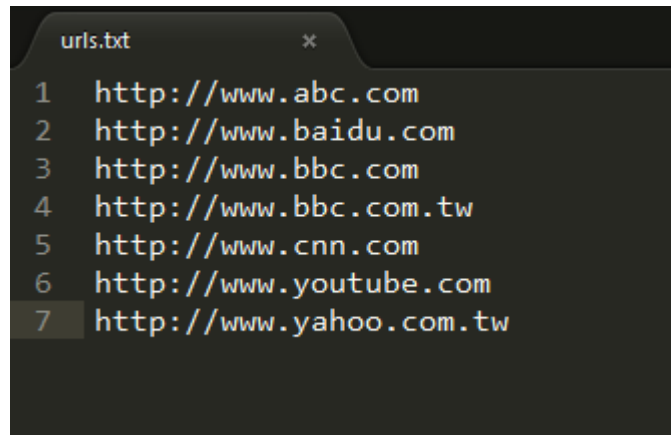 urls.txt ×
1 http://www.abc.com
2 http://www.baidu.com
3 http://www.bbc.com
4 http://www.bbc.com.tw
5 http://www.cnn.com
6 http://www.youtube.com
7 http://www.yahoo.com.tw